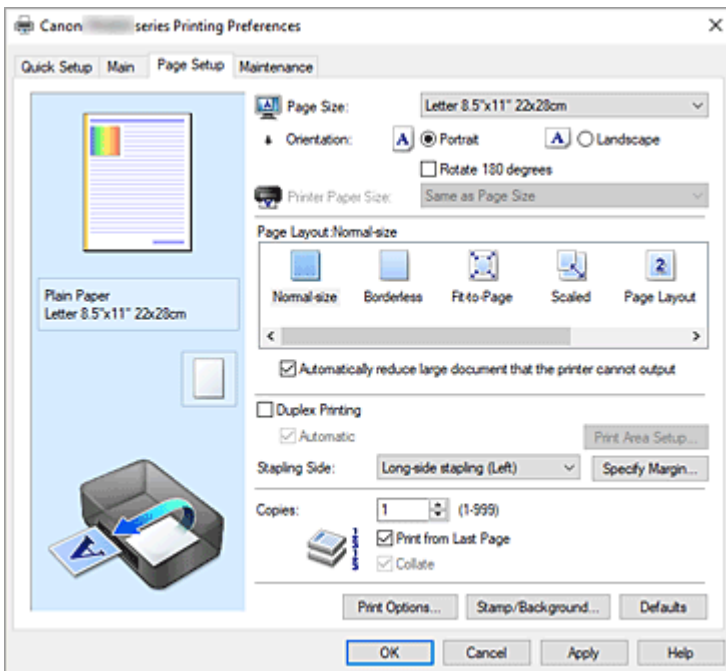 Canon series Printing Preferences
Quick Setup Main Page Setup Maintenance
Page Size: Letter 8.5"x11" 22x28cm
Orientation: A Portrait A Landscape
Rotate 180 degrees
Printer Paper Size: Same as Page Size
Page Layout:Normal-size
Normal-size Borderless Fit-to-Page Scaled Page Layout
Plain Paper
Letter 8.5"x11" 22x28cm
Automatically reduce large document that the printer cannot output
Duplex Printing
Automatic Print Area Setup...
Stapling Side: Long-side stapling (Left) Specify Margin...
Copies: 1 (1-999)
Print from Last Page
Collate
Print Options... Stamp/Background... Defaults
OK Cancel Apply Help